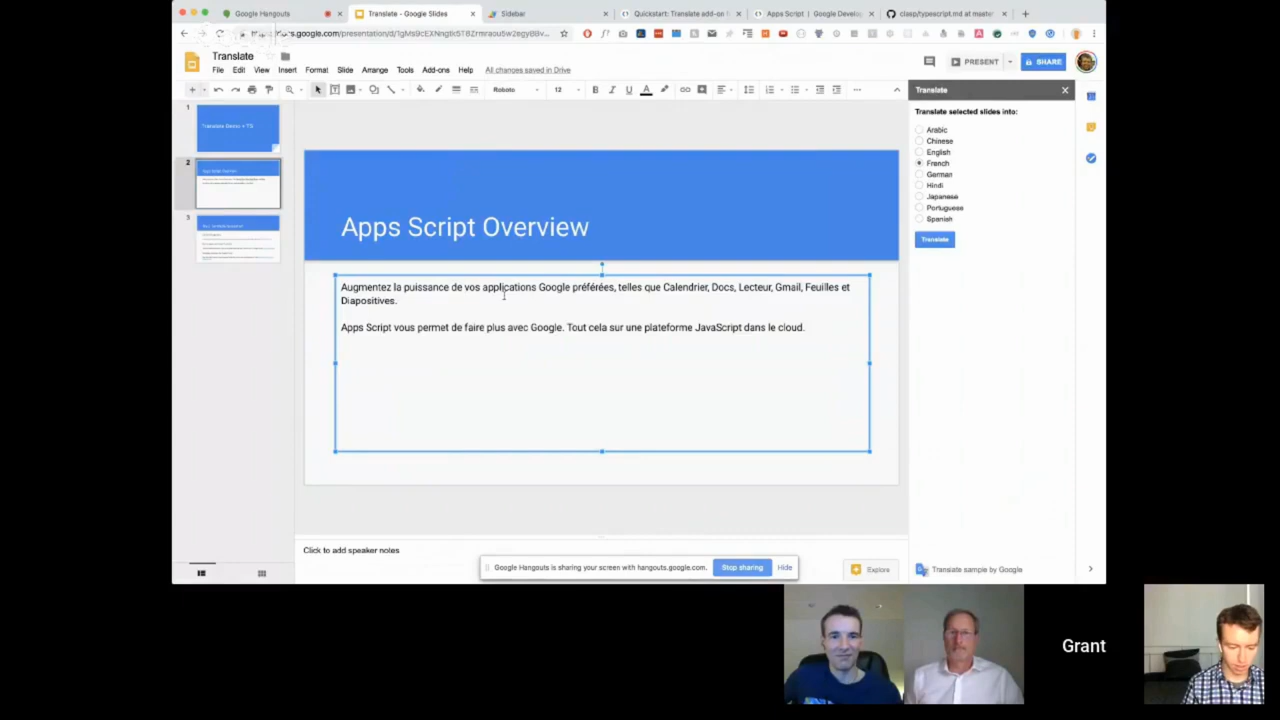 Google Hangouts
Translate - Google Slides
Sidebar
Quickstart: Translate add-on f
Apps Script | Google Develo
clasp/typescript.md at master
Translate
File Edit View Insert Format Slide Arrange Tools Add-ons Help All changes saved in Drive
PRESENT
SHARE
Roboto 12 B I U A
Translate
Translate selected slides into:
Arabic
Chinese
English
French
German
Hindi
Japanese
Portuguese
Spanish
Translate
1
2
3
Apps Script Overview
Augmentez la puissance de vos applications Google préférées, telles que Calendrier, Docs, Lecteur, Gmail, Feuilles et
Diapositives.
Apps Script vous permet de faire plus avec Google. Tout cela sur une plateforme JavaScript dans le cloud.
Click to add speaker notes
Google Hangouts is sharing your screen with hangouts.google.com.
Stop sharing
Hide
Explore
Translate sample by Google
Grant